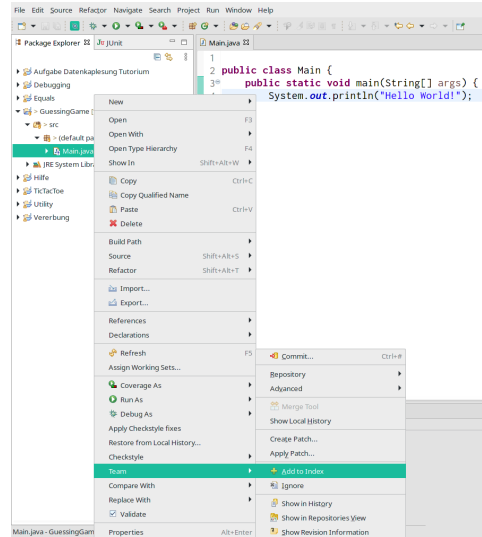 File Edit Source Refactor Navigate Search Project Run Window Help
Package Explorer
JUnit
Main.java
Aufgabe Datenkaplesung Tutorium
Debugging
Equals
> GuessingGame [
> src
> (default pa
Main.java
JRE System Libr
Hilfe
TicTacToe
Utility
Vererbung
1
2 public class Main {
3 public static void main(String[] args) {
4 System.out.println("Hello World!");
New
Open F3
Open With
Open Type Hierarchy F4
Show In Shift+Alt+W
Copy Ctrl+C
Copy Qualified Name
Paste Ctrl+V
Delete
Build Path
Source Shift+Alt+S
Refactor Shift+Alt+T
Import...
Export...
References
Declarations
Refresh F5
Assign Working Sets...
Coverage As
Run As
Debug As
Apply Checkstyle fixes
Restore from Local History...
Checkstyle
Team
Compare With
Replace With
Validate
Properties Alt+Enter
Commit... Ctrl+#
Repository
Advanced
Merge Tool
Show Local History
Create Patch...
Apply Patch...
Add to Index
Ignore
Show in History
Show in Repositories View
Show Revision Information
Main.java - GuessingGam